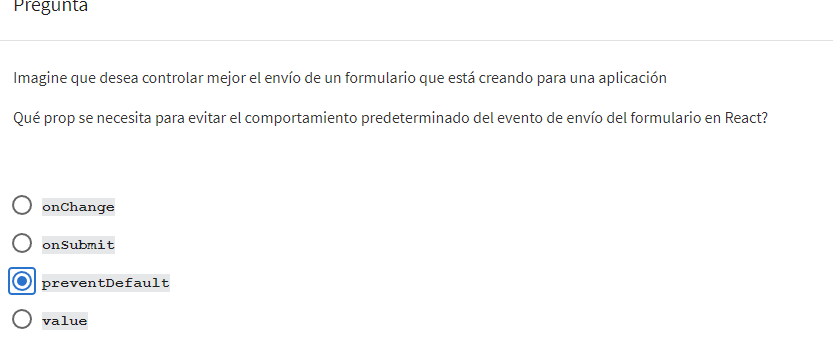 Pregunta
Imagine que desea controlar mejor el envío de un formulario que está creando para una aplicación
Qué prop se necesita para evitar el comportamiento predeterminado del evento de envío del formulario en React?
onChange
onSubmit
preventDefault
value